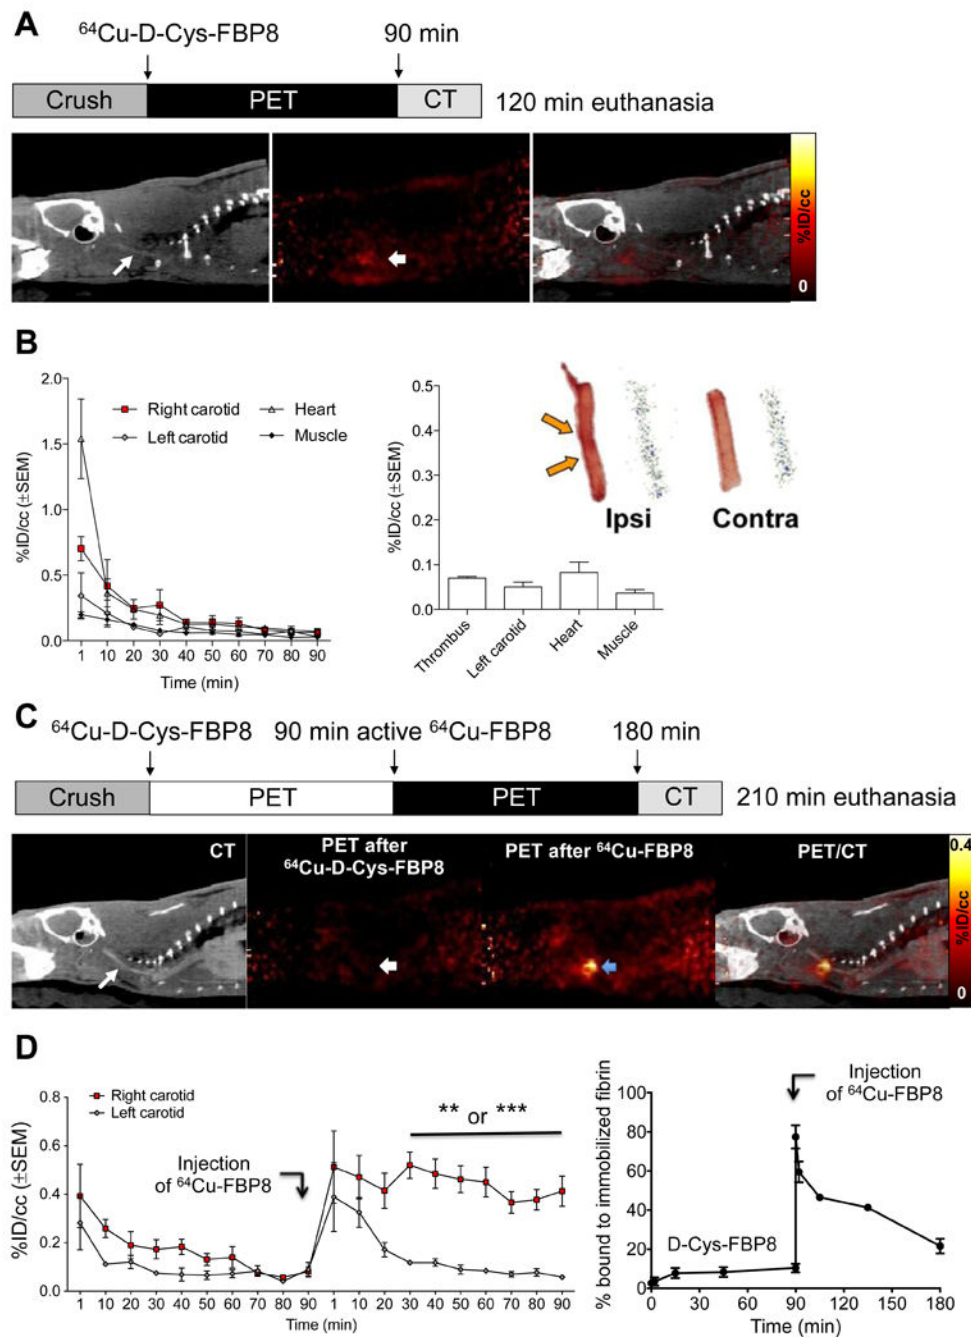 A
⁶⁴Cu-D-Cys-FBP8
90 min
Crush
PET
CT
120 min euthanasia
%ID/cc
0
B
2.0
1.5
1.0
0.5
0.0
%ID/cc (±SEM)
Right carotid
Left carotid
Heart
Muscle
1 10 20 30 40 50 60 70 80 90
Time (min)
0.5
0.4
0.3
0.2
0.1
0.0
%ID/cc (±SEM)
Ipsi
Contra
Thrombus
Left carotid
Heart
Muscle
C
⁶⁴Cu-D-Cys-FBP8
90 min active ⁶⁴Cu-FBP8
180 min
Crush
PET
PET
CT
210 min euthanasia
CT
PET after
⁶⁴Cu-D-Cys-FBP8
PET after ⁶⁴Cu-FBP8
PET/CT
0.4
%ID/cc
0
D
0.8
0.6
0.4
0.2
0.0
%ID/cc (±SEM)
Right carotid
Left carotid
Injection
of ⁶⁴Cu-FBP8
** or ***
1 10 20 30 40 50 60 70 80 90 1 10 20 30 40 50 60 70 80 90
Time (min)
Injection
of ⁶⁴Cu-FBP8
100
80
60
40
20
0
% bound to immobilized fibrin
D-Cys-FBP8
0 30 60 90 120 150 180
Time (min)